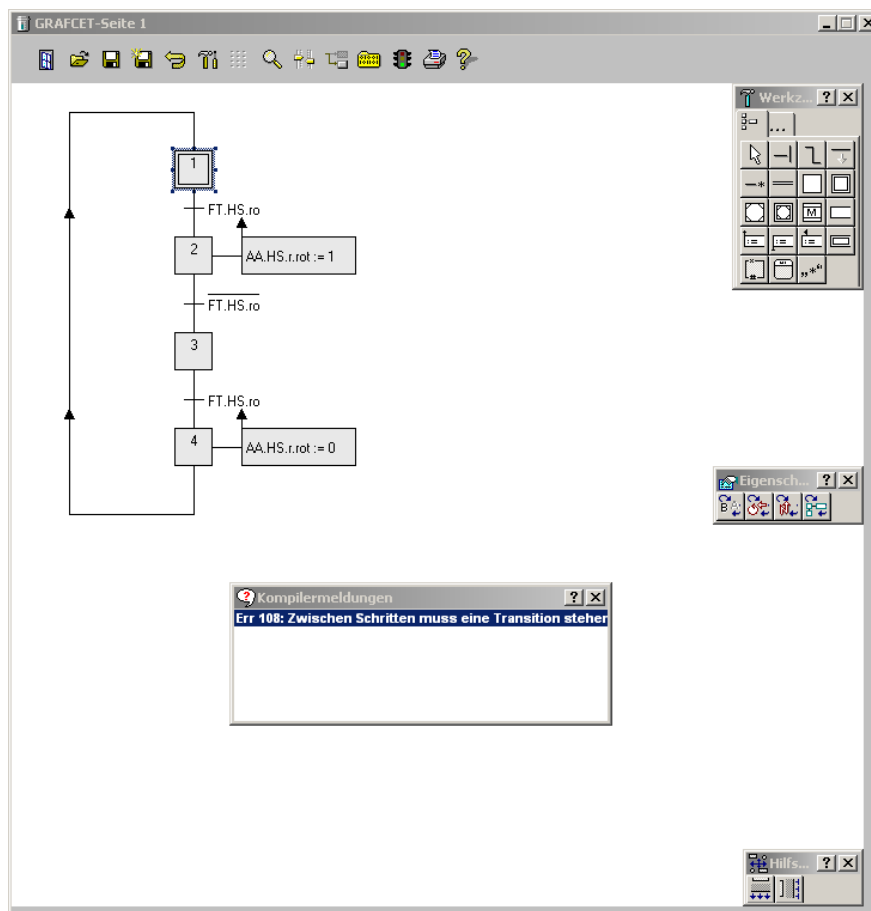 GRAFCET-Seite 1
Werkz...
...
1
FT.HS.ro
2
AA.HS.r.rot := 1
M
FT.HS.ro
3
FT.HS.ro
4
AA.HS.r.rot := 0
Eigensch...
Kompilermeldungen
Err 108: Zwischen Schritten muss eine Transition stehen
Hilfs...